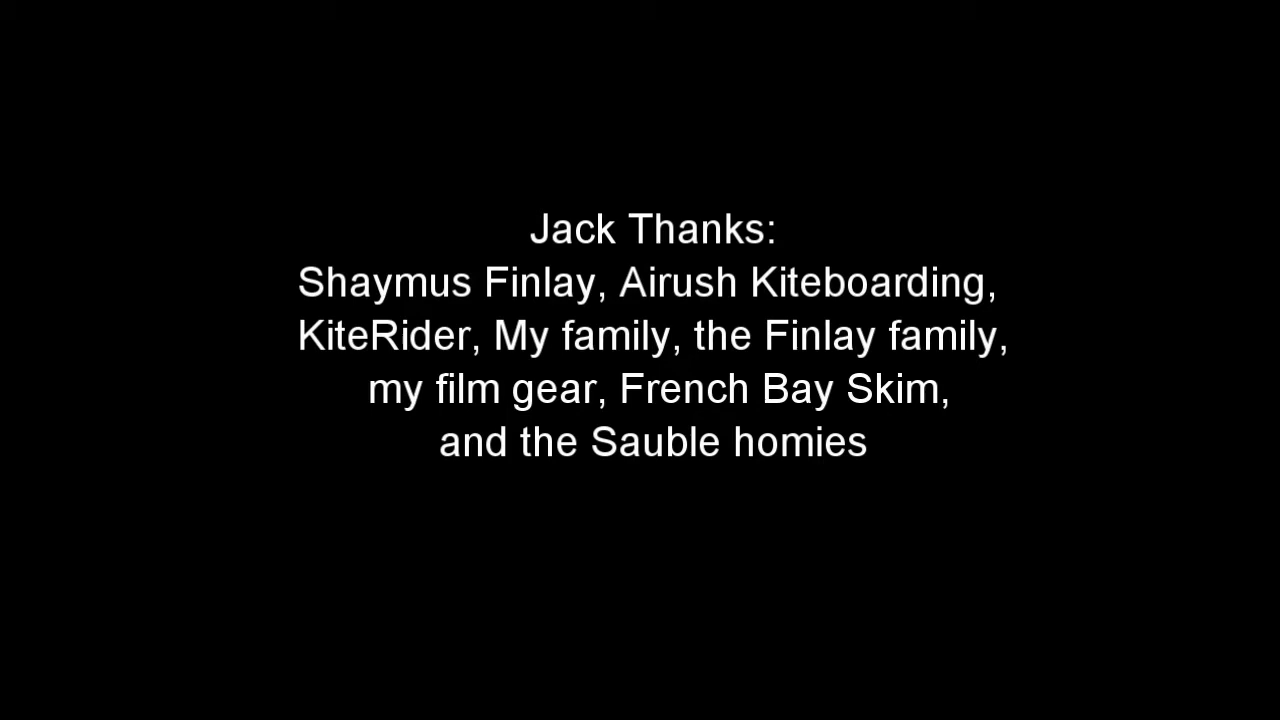 Jack Thanks:
Shaymus Finlay, Airush Kiteboarding,
KiteRider, My family, the Finlay family,
my film gear, French Bay Skim,
and the Sauble homies